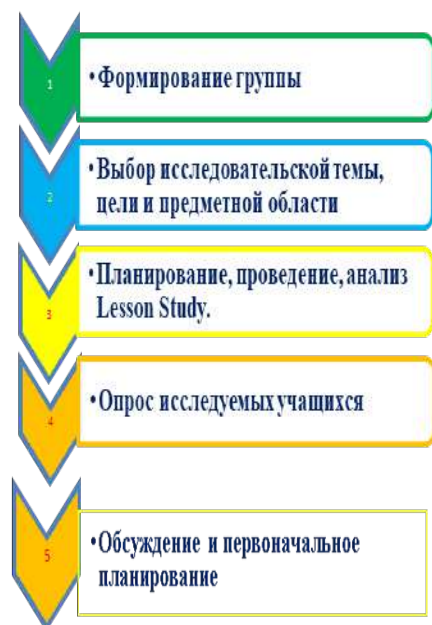 1
• Формирование группы
2
• Выбор исследовательской темы,
цели и предметной области
3
• Планирование, проведение, анализ
Lesson Study.
4
• Опрос исследуемых учащихся
5
• Обсуждение и первоначальное
планирование